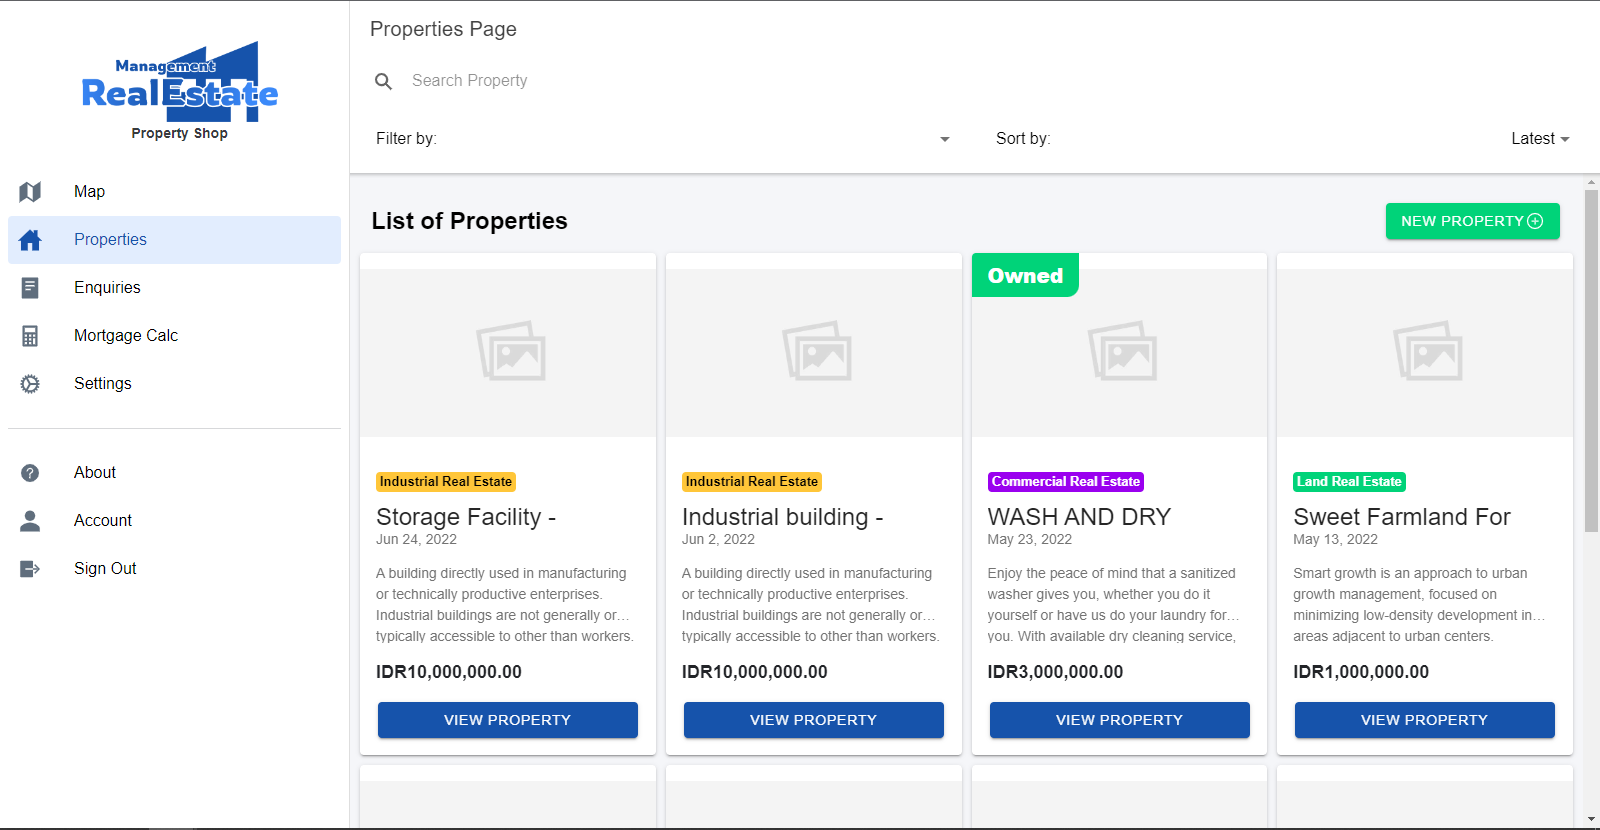 Management
RealEstate
Property Shop
Map
Properties
Enquiries
Mortgage Calc
Settings
About
Account
Sign Out
Properties Page
Search Property
Filter by:
Sort by:
Latest
List of Properties
NEW PROPERTY
Industrial Real Estate
Storage Facility -
Jun 24, 2022
A building directly used in manufacturing
or technically productive enterprises.
Industrial buildings are not generally or…
typically accessible to other than workers.
IDR10,000,000.00
VIEW PROPERTY
Industrial Real Estate
Industrial building -
Jun 2, 2022
A building directly used in manufacturing
or technically productive enterprises.
Industrial buildings are not generally or…
typically accessible to other than workers.
IDR10,000,000.00
VIEW PROPERTY
Owned
Commercial Real Estate
WASH AND DRY
May 23, 2022
Enjoy the peace of mind that a sanitized
washer gives you, whether you do it
yourself or have us do your laundry for…
you. With available dry cleaning service,
IDR3,000,000.00
VIEW PROPERTY
Land Real Estate
Sweet Farmland For
May 13, 2022
Smart growth is an approach to urban
growth management, focused on
minimizing low-density development in…
areas adjacent to urban centers.
IDR1,000,000.00
VIEW PROPERTY